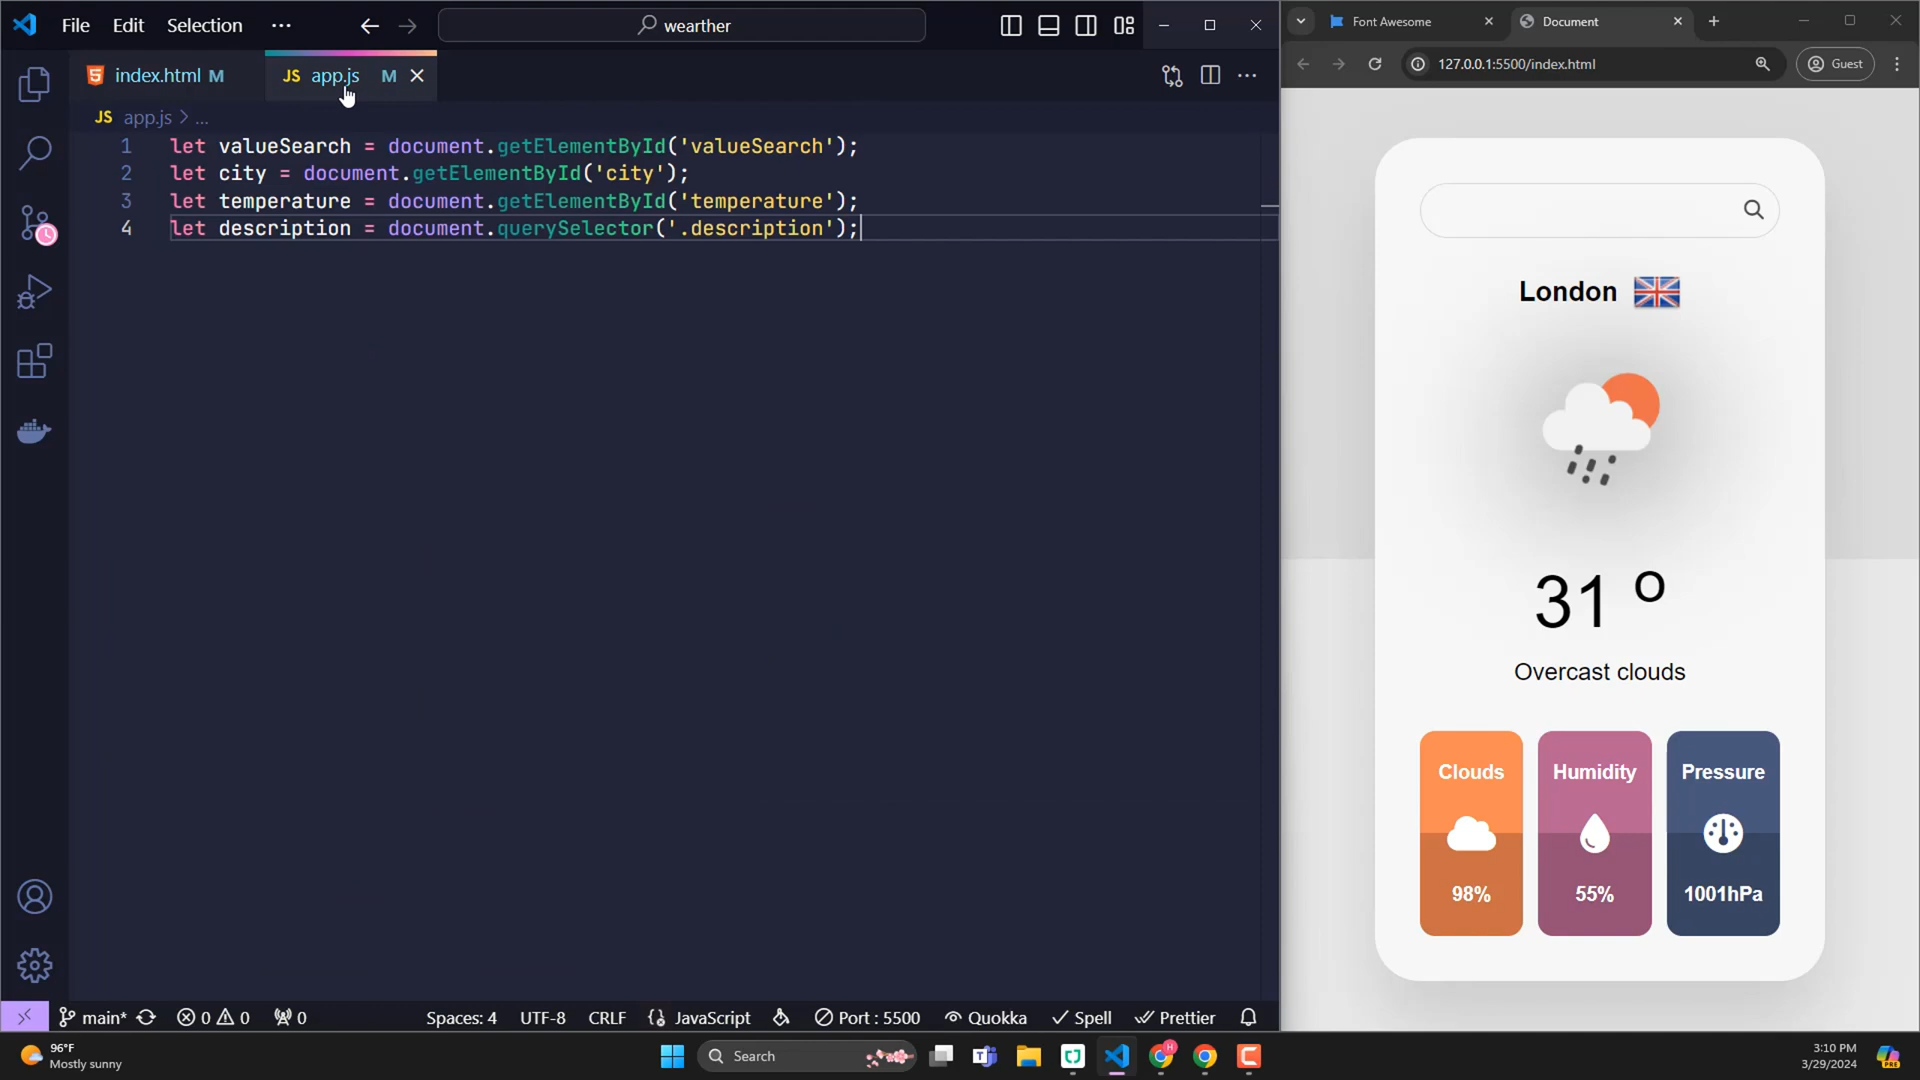 File Edit Selection ··· wearther
index.html M JS app.js M
JS app.js > ...
1 let valueSearch = document.getElementById('valueSearch');
2 let city = document.getElementById('city');
3 let temperature = document.getElementById('temperature');
4 let description = document.querySelector('.description');
main* 0 0 0 Spaces: 4 UTF-8 CRLF {} JavaScript Port : 5500 Quokka Spell Prettier
Font Awesome Document
127.0.0.1:5500/index.html Guest
London
31 º
Overcast clouds
Clouds Humidity Pressure
98% 55% 1001hPa
96°F
Mostly sunny
Search
3:10 PM
3/29/2024